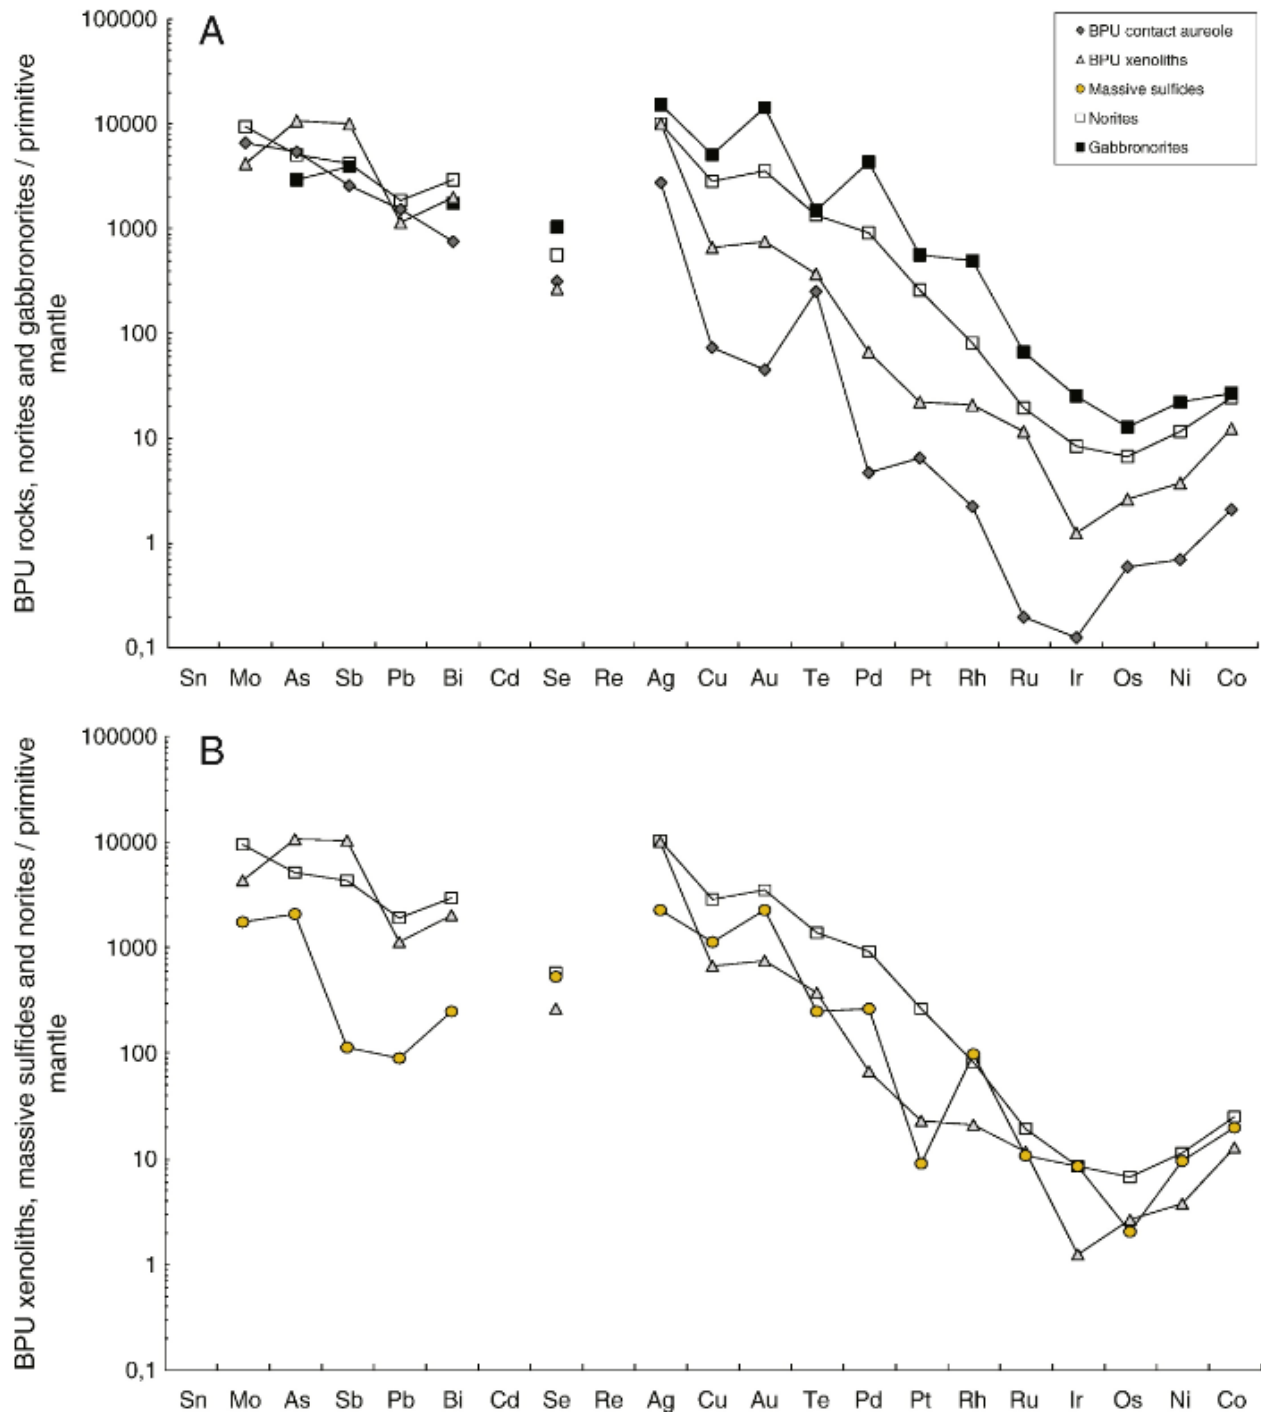 A
BPU contact aureole
BPU xenoliths
Massive sulfides
Norites
Gabbronorites
BPU rocks, norites and gabbronorites / primitive
mantle
100000
10000
1000
100
10
1
0,1
Sn Mo As Sb Pb Bi Cd Se Re Ag Cu Au Te Pd Pt Rh Ru Ir Os Ni Co
B
BPU xenoliths, massive sulfides and norites / primitive
mantle
100000
10000
1000
100
10
1
0,1
Sn Mo As Sb Pb Bi Cd Se Re Ag Cu Au Te Pd Pt Rh Ru Ir Os Ni Co